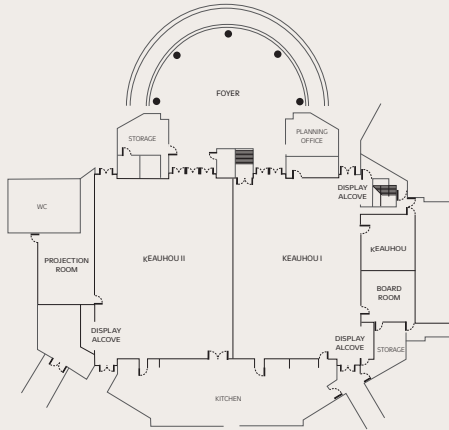 FOYER
STORAGE
PLANNING
OFFICE
DISPLAY
ALCOVE
WC
KEAUHOU II
KEAUHOU I
KEAUHOU
PROJECTION
ROOM
BOARD
ROOM
DISPLAY
ALCOVE
DISPLAY
ALCOVE
STORAGE
KITCHEN